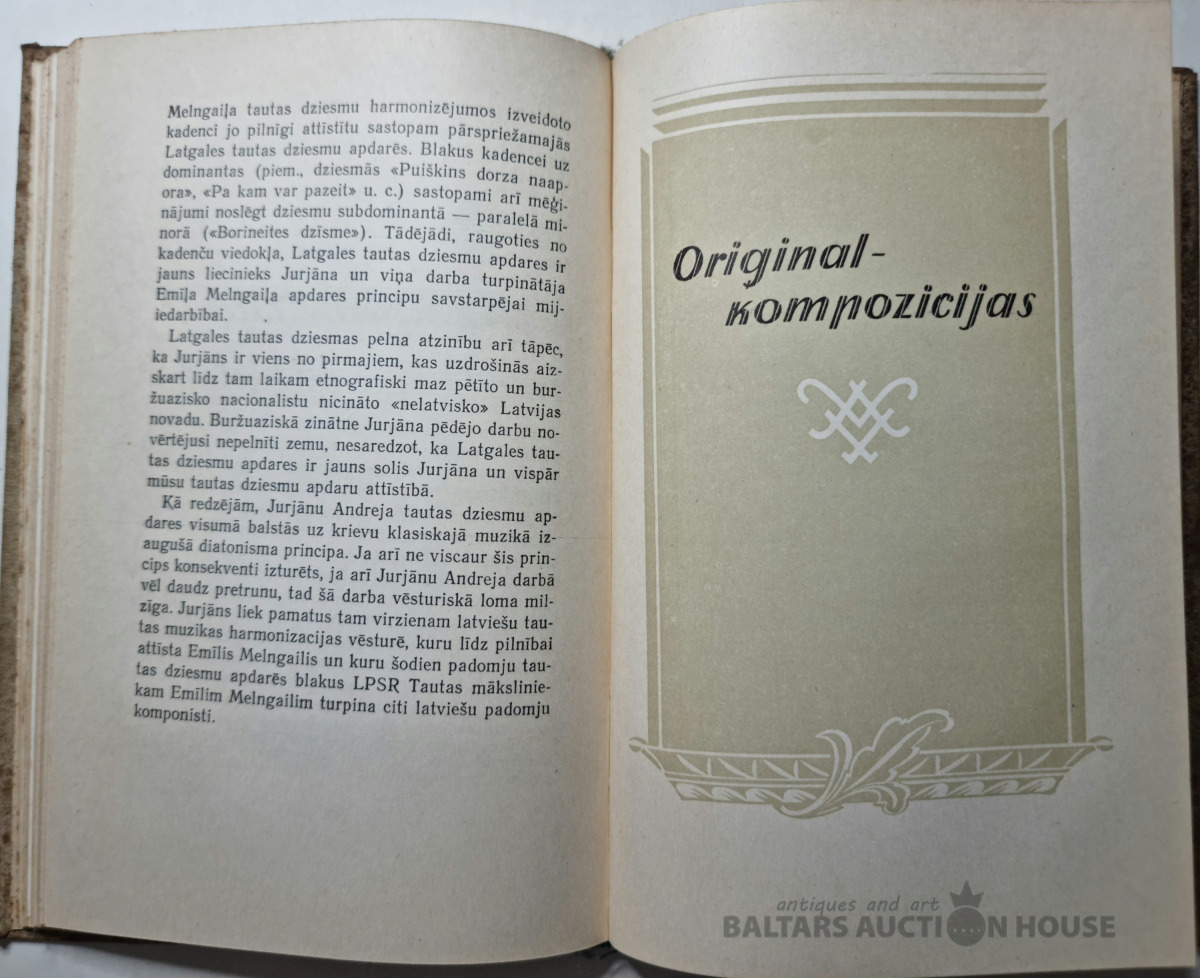 Melngaiļa tautas dziesmu harmonizējumos izveidoto
kadenci jo pilnīgi attīstītu sastopam pārspriežamajās
Latgales tautas dziesmu apdarēs. Blakus kadencei uz
dominantas (piem., dziesmās «Puiškins dorza naap-
ora», «Pa kam var pazeit» u. c.) sastopami arī mēģi-
nājumi noslēgt dziesmu subdominantā — paralelā mi-
norā («Borineites dzīsme»). Tādējādi, raugoties no
kadenču viedokļa, Latgales tautas dziesmu apdares ir
jauns liecinieks Jurjāna un viņa darba turpinātāja
Emīļa Melngaiļa apdares principu savstarpējai mij-
iedarbībai.
Latgales tautas dziesmas pelna atzinību arī tāpēc,
ka Jurjāns ir viens no pirmajiem, kas uzdrošinās aiz-
skart līdz tam laikam etnografiski maz pētīto un bur-
žuazisko nacionalistu nicināto «nelatvisko» Latvijas
novadu. Buržuaziskā zinātne Jurjāna pēdējo darbu no-
vērtējusi nepelnīti zemu, nesaredzot, ka Latgales tau-
tas dziesmu apdares ir jauns solis Jurjāna un vispār
mūsu tautas dziesmu apdaru attīstībā.
Kā redzējām, Jurjānu Andreja tautas dziesmu ap-
dares visumā balstās uz krievu klasiskajā muzikā iz-
augušā diatonisma principa. Ja arī ne viscaur šis prin-
cips konsekventi izturēts, ja arī Jurjānu Andreja darbā
vēl daudz pretrunu, tad šā darba vēsturiskā loma mil-
zīga. Jurjāns liek pamatus tam virzienam latviešu tau-
tas muzikas harmonizacijas vēsturē, kuru līdz pilnībai
attīsta Emīlis Melngailis un kuru šodien padomju tau-
tas dziesmu apdarēs blakus LPSR Tautas māksliniе-
kam Emīlim Melngailim turpina citi latviešu padomju
komponisti.
Oriģinal-
kompozicijas
antiques and art
BALTARS AUCTION HOUSE